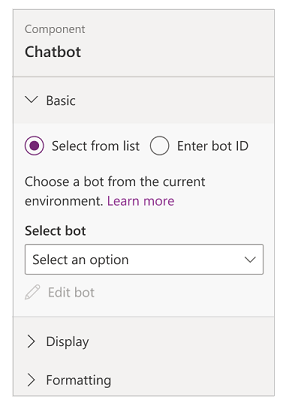 Component
Chatbot
Basic
Select from list Enter bot ID
Choose a bot from the current
environment. Learn more
Select bot
Select an option
Edit bot
Display
Formatting